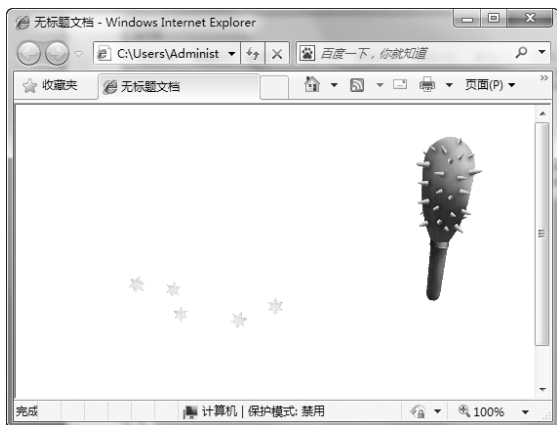 无标题文档 - Windows Internet Explorer
C:\Users\Administ
百度一下，你就知道
收藏夹
无标题文档
页面(P)
»
完成
计算机 | 保护模式: 禁用
100%